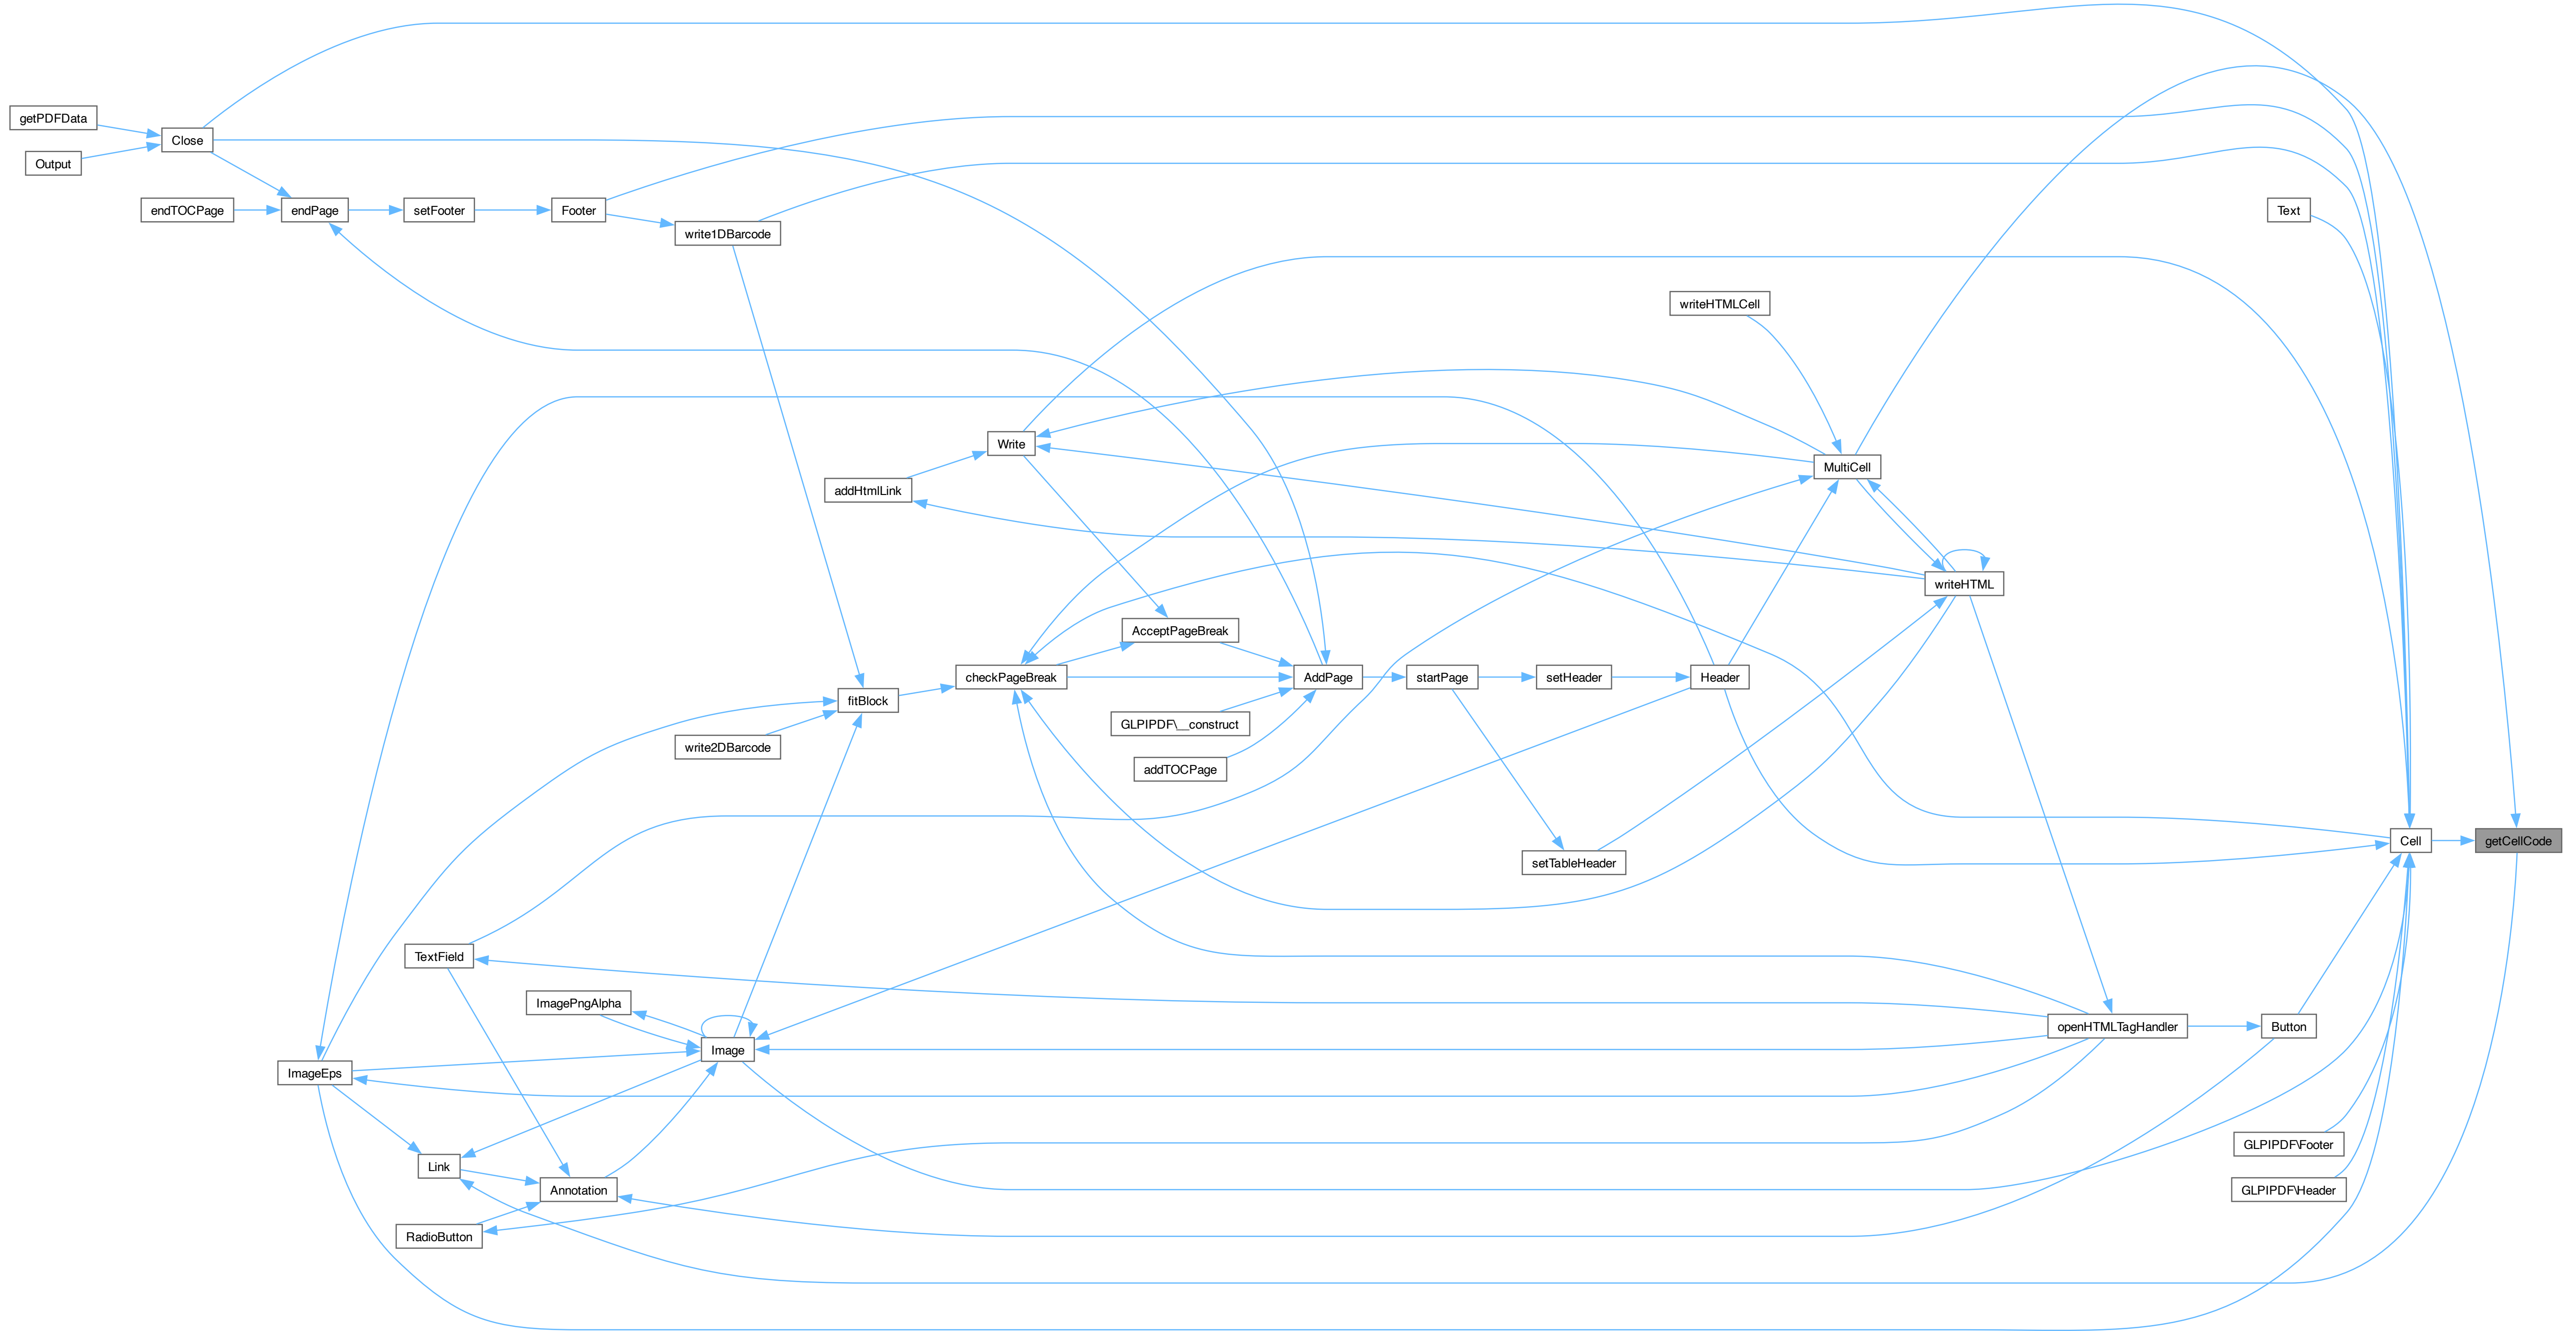 getPDFData
Close
Output
endTOCPage
endPage
setFooter
Footer
write1DBarcode
Text
writeHTMLCell
Write
MultiCell
addHtmlLink
writeHTML
AcceptPageBreak
checkPageBreak
AddPage
startPage
setHeader
Header
fitBlock
GLPIPDF\__construct
write2DBarcode
addTOCPage
Cell
getCellCode
setTableHeader
TextField
ImagePngAlpha
openHTMLTagHandler
Button
Image
ImageEps
GLPIPDF\Footer
Link
Annotation
GLPIPDF\Header
RadioButton